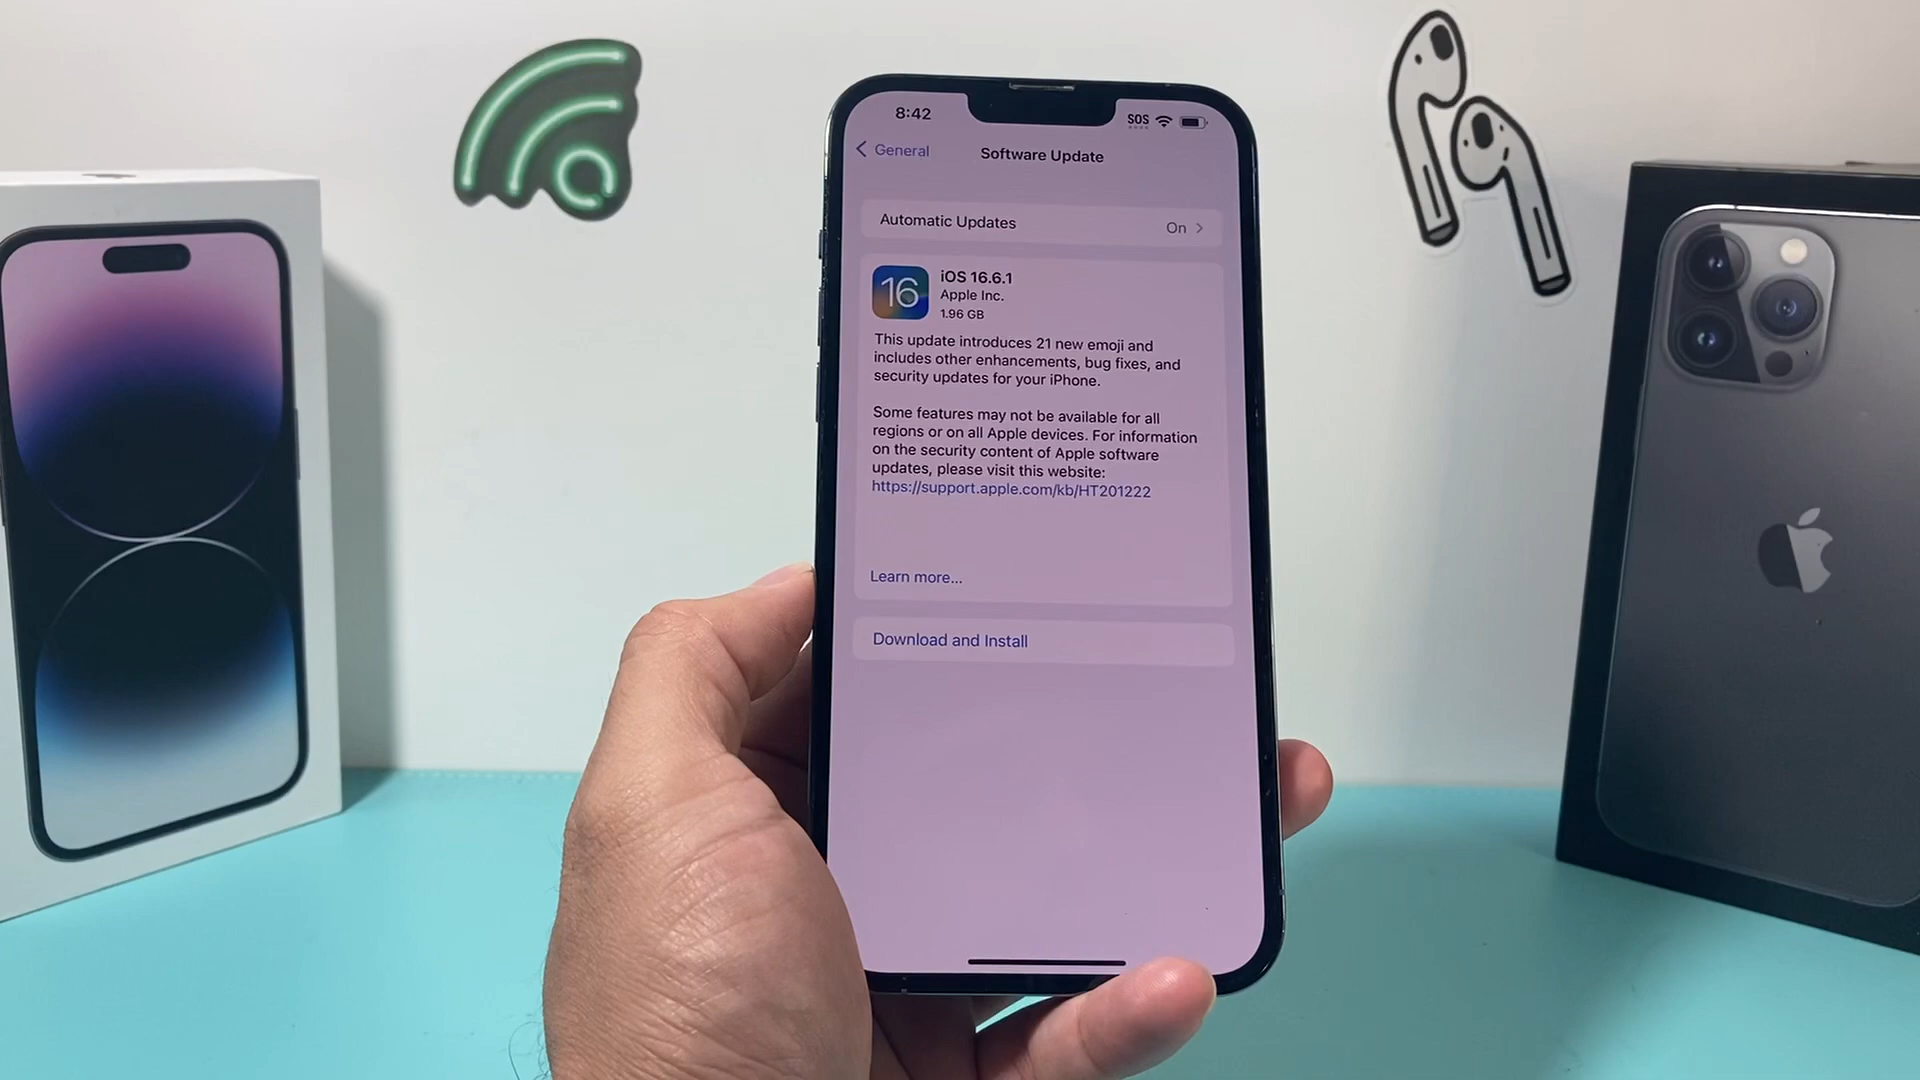 8:42
SOS
General
Software Update
Automatic Updates
On
16
iOS 16.6.1
Apple Inc.
1.96 GB
This update introduces 21 new emoji and
includes other enhancements, bug fixes, and
security updates for your iPhone.
Some features may not be available for all
regions or on all Apple devices. For information
on the security content of Apple software
updates, please visit this website:
https://support.apple.com/kb/HT201222
Learn more...
Download and Install